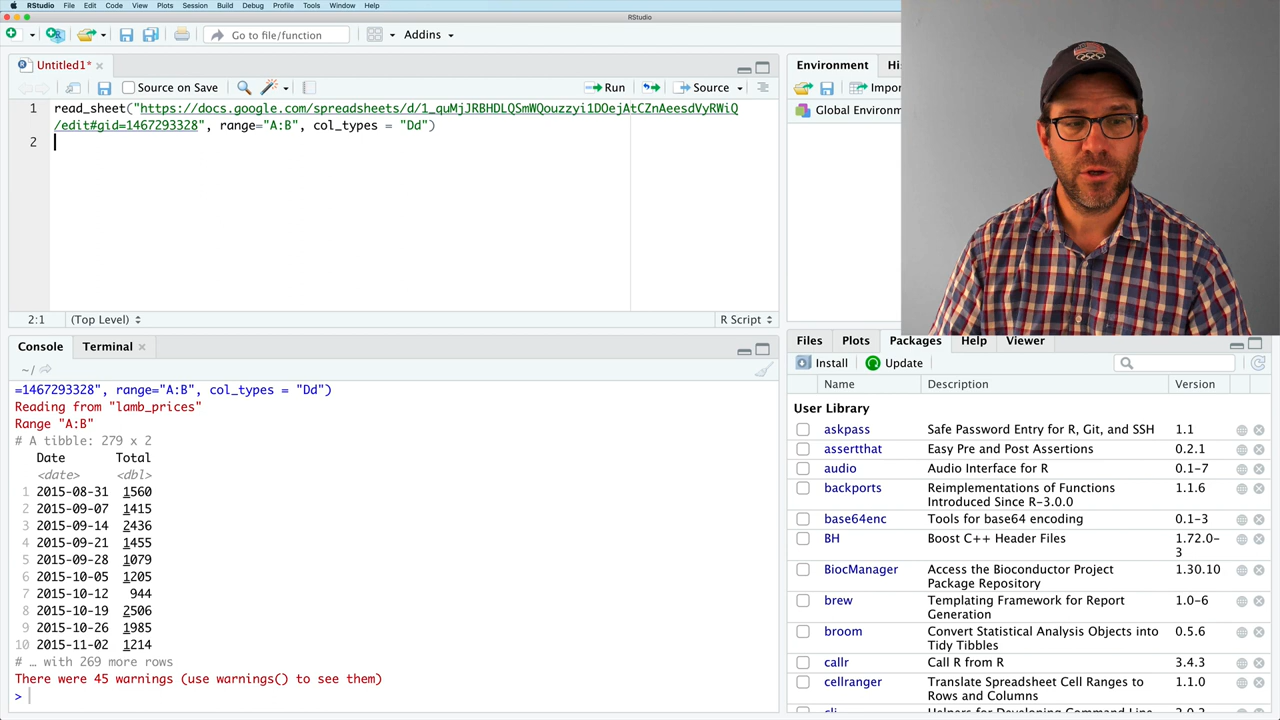 RStudio File Edit Code View Plots Session Build Debug Profile Tools Window Help
RStudio
Go to file/function
Addins
Untitled1*
Source on Save
Run
Source
1 read_sheet("https://docs.google.com/spreadsheets/d/1_quMjJRBHDLQSmWQouzzyi1DOejAtCZnAeesdVyRWiQ
/edit#gid=1467293328", range="A:B", col_types = "Dd")
2
2:1 (Top Level) R Script
Console Terminal
~/
=1467293328", range="A:B", col_types = "Dd")
Reading from "lamb_prices"
Range "A:B"
# A tibble: 279 x 2
Date Total
<date> <dbl>
1 2015-08-31 1560
2 2015-09-07 1415
3 2015-09-14 2436
4 2015-09-21 1455
5 2015-09-28 1079
6 2015-10-05 1205
7 2015-10-12 944
8 2015-10-19 2506
9 2015-10-26 1985
10 2015-11-02 1214
# … with 269 more rows
There were 45 warnings (use warnings() to see them)
>
Environment
Global Environm
Files Plots Packages Help Viewer
Install Update
Name Description Version
User Library
askpass Safe Password Entry for R, Git, and SSH 1.1
assertthat Easy Pre and Post Assertions 0.2.1
audio Audio Interface for R 0.1-7
backports Reimplementations of Functions 1.1.6
Introduced Since R-3.0.0
base64enc Tools for base64 encoding 0.1-3
BH Boost C++ Header Files 1.72.0-
3
BiocManager Access the Bioconductor Project 1.30.10
Package Repository
brew Templating Framework for Report 1.0-6
Generation
broom Convert Statistical Analysis Objects into 0.5.6
Tidy Tibbles
callr Call R from R 3.4.3
cellranger Translate Spreadsheet Cell Ranges to 1.1.0
Rows and Columns